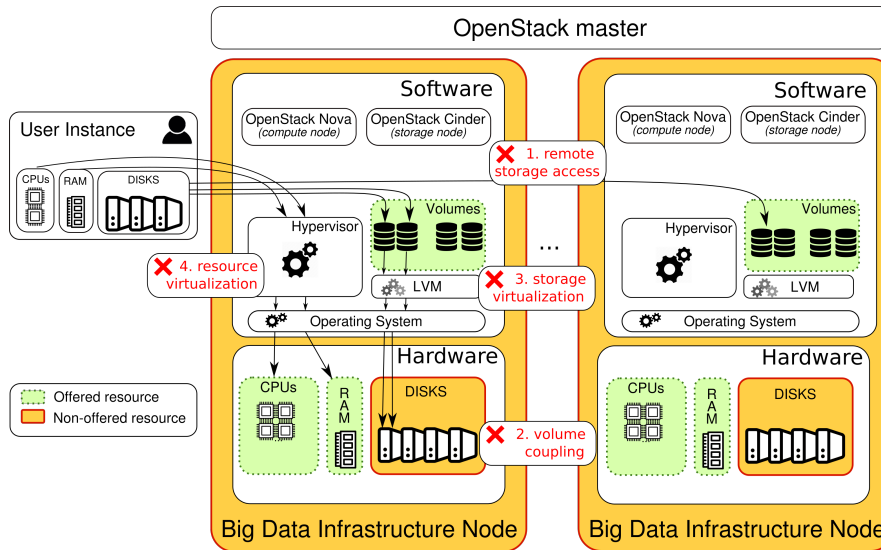 OpenStack master
User Instance
CPUs
RAM
DISKS
Software
OpenStack Nova
(compute node)
OpenStack Cinder
(storage node)
1. remote
storage access
Hypervisor
Volumes
4. resource
virtualization
LVM
3. storage
virtualization
Operating System
Hardware
CPUs
RAM
DISKS
2. volume
coupling
Big Data Infrastructure Node
...
Software
OpenStack Nova
(compute node)
OpenStack Cinder
(storage node)
Hypervisor
Volumes
LVM
Operating System
Hardware
CPUs
RAM
DISKS
Big Data Infrastructure Node
Offered resource
Non-offered resource